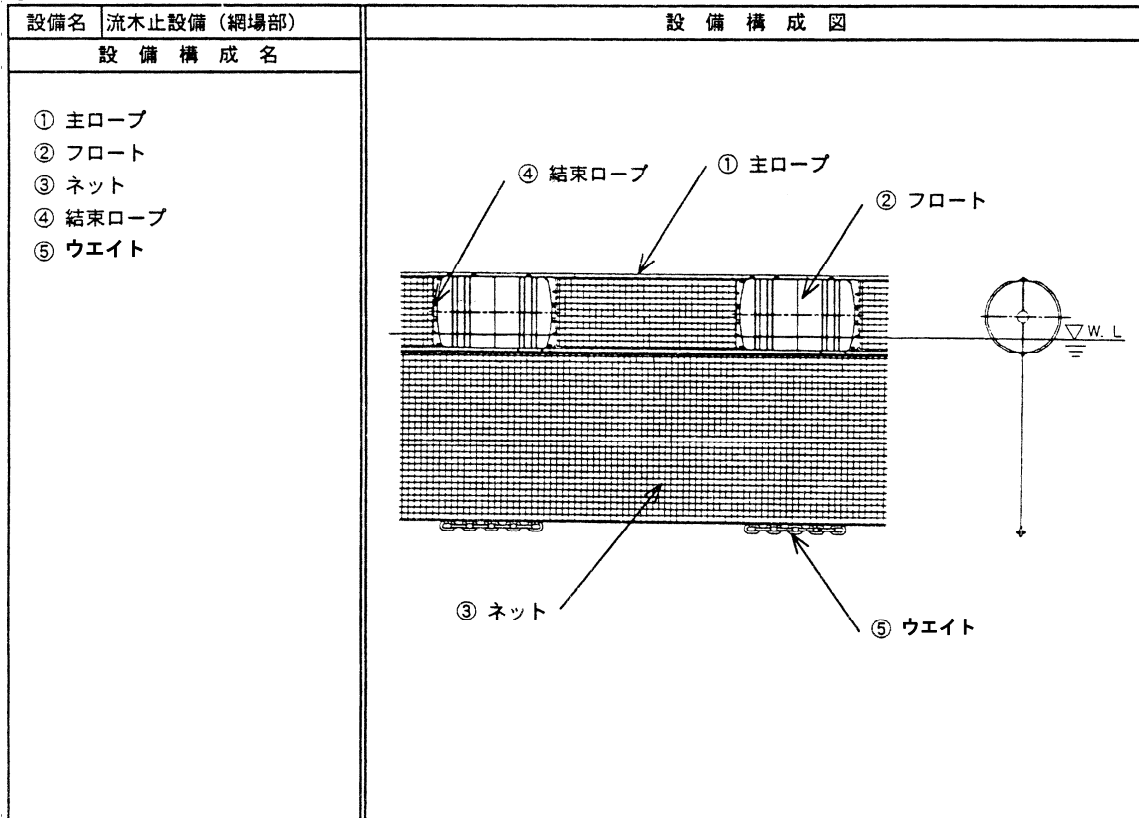 設備名 流木止設備（網場部）
設備構成名
① 主ロープ
② フロート
③ ネット
④ 結束ロープ
⑤ ウエイト
設備構成図
④ 結束ロープ
① 主ロープ
② フロート
W. L
③ ネット
⑤ ウエイト